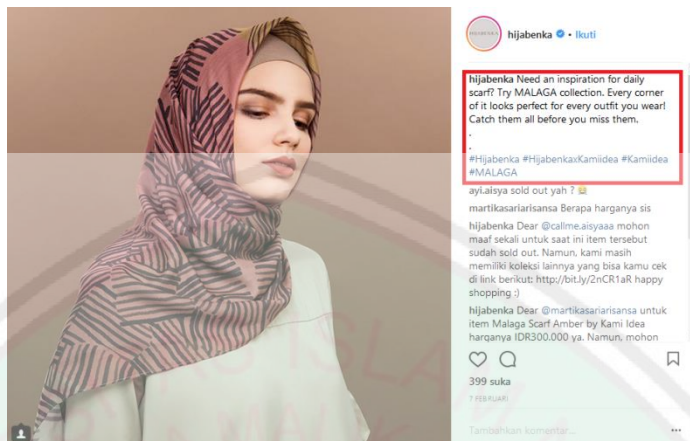 HIJABENKA
hijabenka • Ikuti
hijabenka Need an inspiration for daily
scarf? Try MALAGA collection. Every corner
of it looks perfect for every outfit you wear!
Catch them all before you miss them.
.
.
#Hijabenka #HijabenkaxKamiidea #Kamiidea
#MALAGA
ayi.aisya sold out yah ? 😄
martikasariarisansa Berapa harganya sis
hijabenka Dear @callme.aisyaaa mohon
maaf sekali untuk saat ini item tersebut
sudah sold out. Namun, kami masih
memiliki koleksi lainnya yang bisa kamu cek
di link berikut: http://bit.ly/2nCR1aR happy
shopping :)
hijabenka Dear @martikasariarisansa untuk
item Malaga Scarf Amber by Kami Idea
harganya IDR300.000 ya. Namun, mohon
399 suka
7 FEBRUARI
Tambahkan komentar...